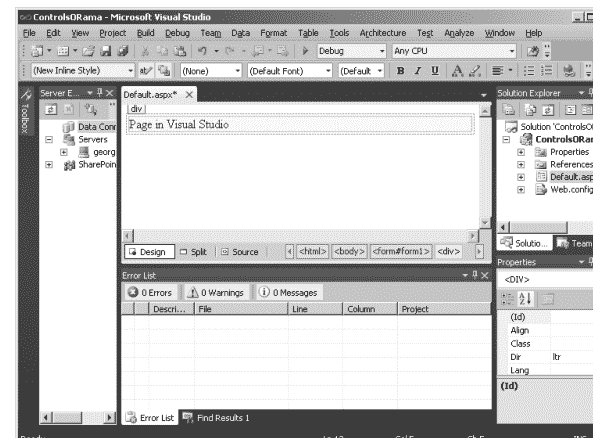 ControlsORama - Microsoft Visual Studio
File Edit View Project Build Debug Team Data Format Table Tools Architecture Test Analyze Window Help
Debug Any CPU
(New Inline Style) (None) (Default Font) (Default B I U A
Server E...
Default.aspx* X
Solution Explorer
Toolbox
div
Page in Visual Studio
Data Conn
Servers
georg
SharePoin
Solution 'ControlsO
ControlsORar
Properties
References
Default.asp
Web.config
Solutio... Team
Design Split Source <html> <body> <form#form1> <div>
Properties
<DIV>
Error List
0 Errors 0 Warnings 0 Messages
Descri... File Line Column Project
(Id)
Align
Class
Dir ltr
Lang
(Id)
Error List Find Results 1